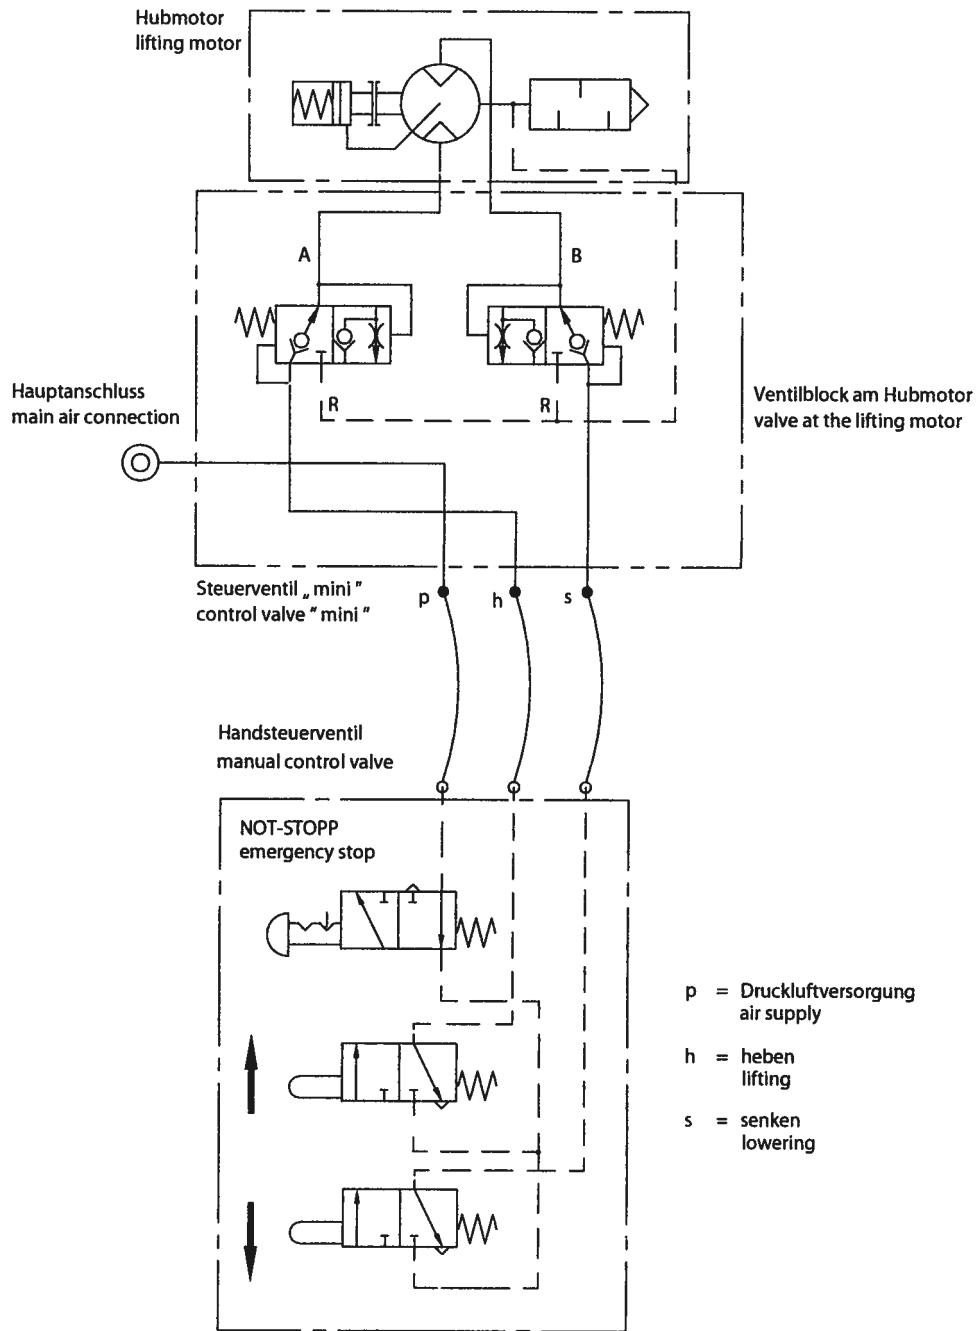 Hubmotor
lifting motor
A
B
R
R
Hauptanschluss
main air connection
Ventilblock am Hubmotor
valve at the lifting motor
Steuerventil „ mini ”
control valve ” mini ”
p
h
s
Handsteuerventil
manual control valve
NOT-STOPP
emergency stop
p = Druckluftversorgung
air supply
h = heben
lifting
s = senken
lowering